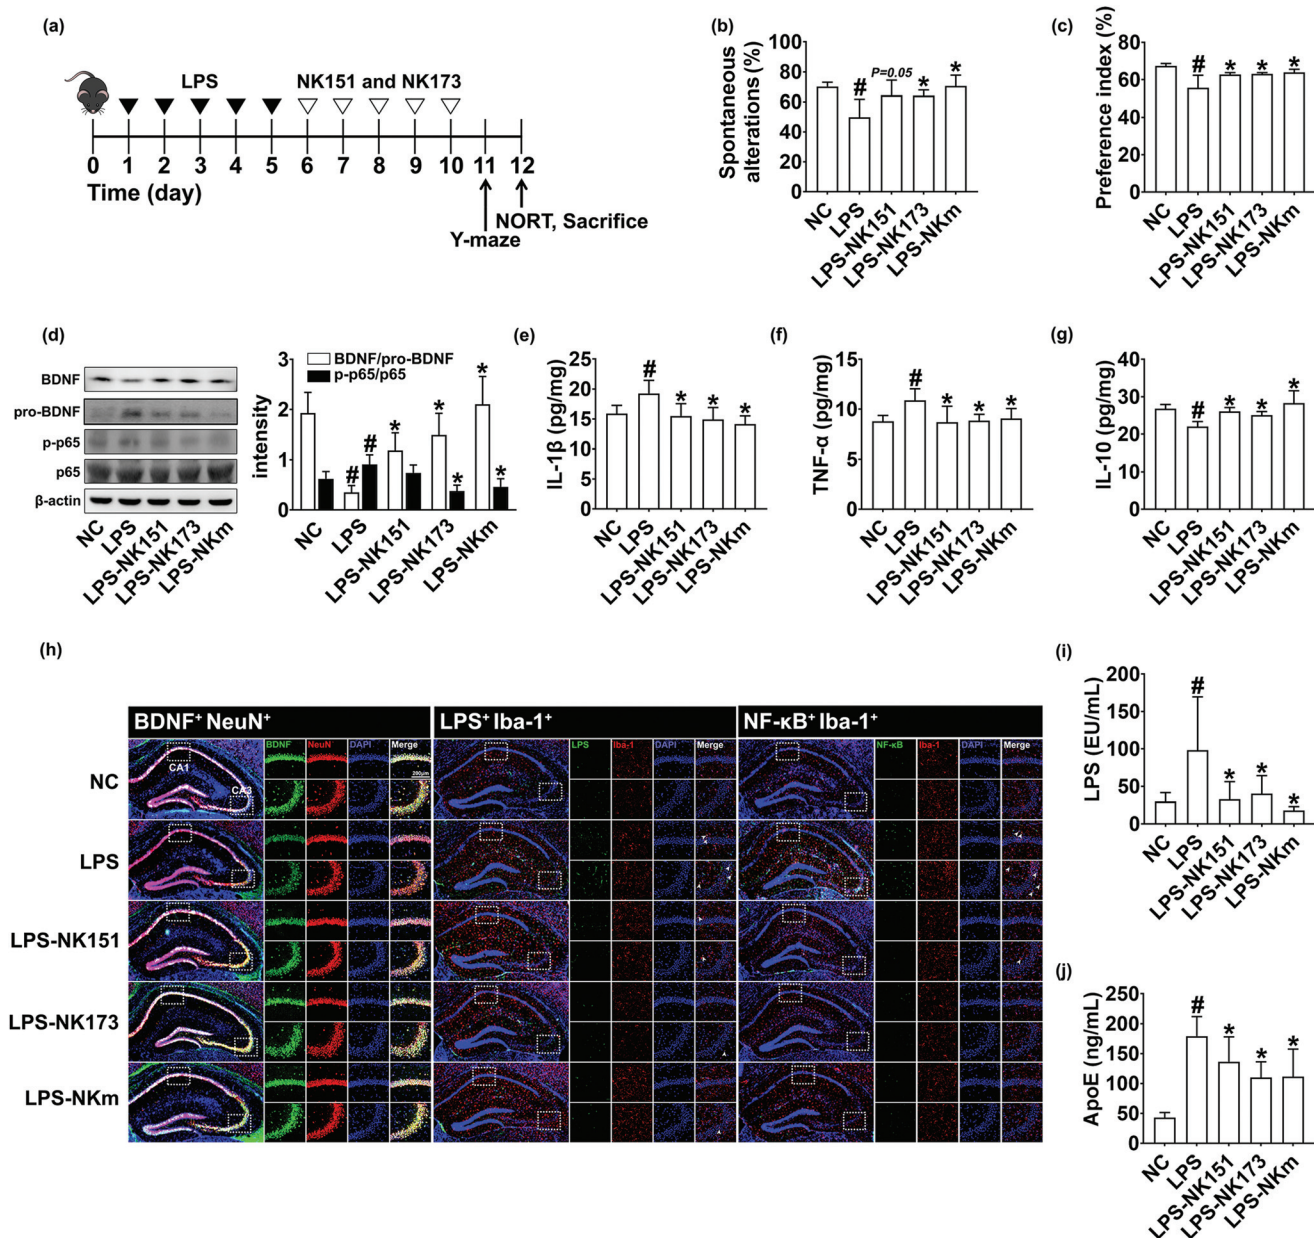 (a)
LPS NK151 and NK173
0 1 2 3 4 5 6 7 8 9 10 11 12
Time (day)
NORT, Sacrifice
Y-maze
(b)
Spontaneous
alterations (%)
100
80
60
40
20
0
#
P=0.05
*
*
NC
LPS
LPS-NK151
LPS-NK173
LPS-NKm
(c)
Preference index (%)
80
60
40
20
0
#
*
*
*
NC
LPS
LPS-NK151
LPS-NK173
LPS-NKm
(d)
BDNF
pro-BDNF
p-p65
p65
β-actin
NC
LPS
LPS-NK151
LPS-NK173
LPS-NKm
intensity
3
2
1
0
BDNF/pro-BDNF
p-p65/p65
#
#
*
*
*
*
*
NC
LPS
LPS-NK151
LPS-NK173
LPS-NKm
(e)
IL-1β (pg/mg)
25
20
15
10
5
0
#
*
*
*
NC
LPS
LPS-NK151
LPS-NK173
LPS-NKm
(f)
TNF-α (pg/mg)
15
10
5
0
#
*
*
*
NC
LPS
LPS-NK151
LPS-NK173
LPS-NKm
(g)
IL-10 (pg/mg)
40
30
20
10
0
#
*
*
*
NC
LPS
LPS-NK151
LPS-NK173
LPS-NKm
(h)
BDNF⁺ NeuN⁺
LPS⁺ Iba-1⁺
NF-κB⁺ Iba-1⁺
BDNF NeuN DAPI Merge
LPS Iba-1 DAPI Merge
NF-κB Iba-1 DAPI Merge
CA1
CA3
200μm
NC
LPS
LPS-NK151
LPS-NK173
LPS-NKm
(i)
LPS (EU/mL)
200
150
100
50
0
#
*
*
*
NC
LPS
LPS-NK151
LPS-NK173
LPS-NKm
(j)
ApoE (ng/mL)
250
200
150
100
50
0
#
*
*
*
NC
LPS
LPS-NK151
LPS-NK173
LPS-NKm